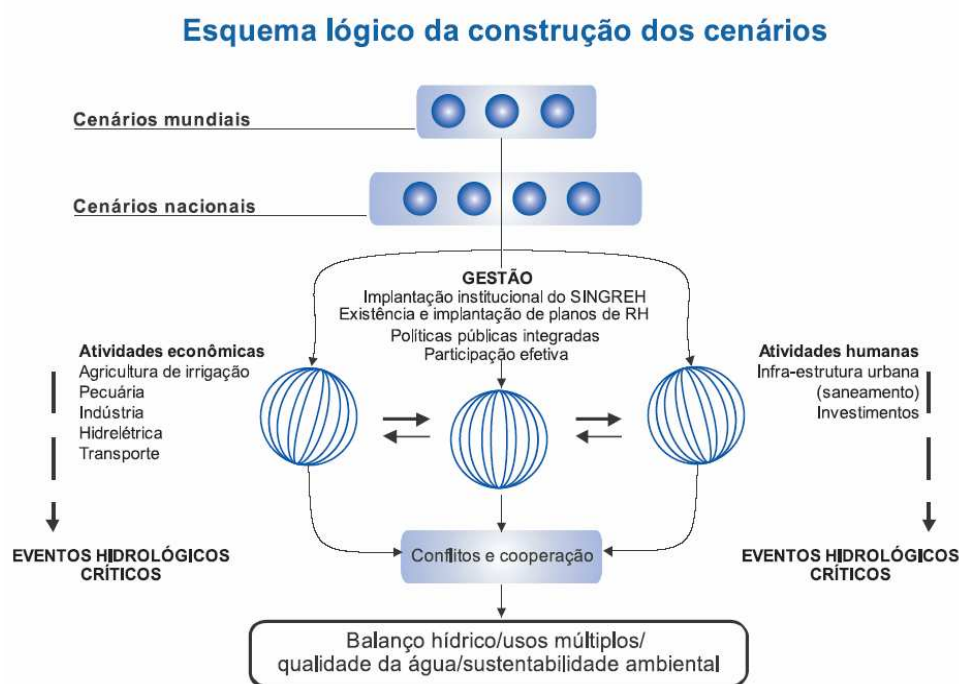 Esquema lógico da construção dos cenários
Cenários mundiais
Cenários nacionais
GESTÃO
Implantação institucional do SINGREH
Existência e implantação de planos de RH
Políticas públicas integradas
Participação efetiva
Atividades econômicas
Agricultura de irrigação
Pecuária
Indústria
Hidrelétrica
Transporte
Atividades humanas
Infra-estrutura urbana
(saneamento)
Investimentos
EVENTOS HIDROLÓGICOS
CRÍTICOS
Conflitos e cooperação
EVENTOS HIDROLÓGICOS
CRÍTICOS
Balanço hídrico/usos múltiplos/
qualidade da água/sustentabilidade ambiental